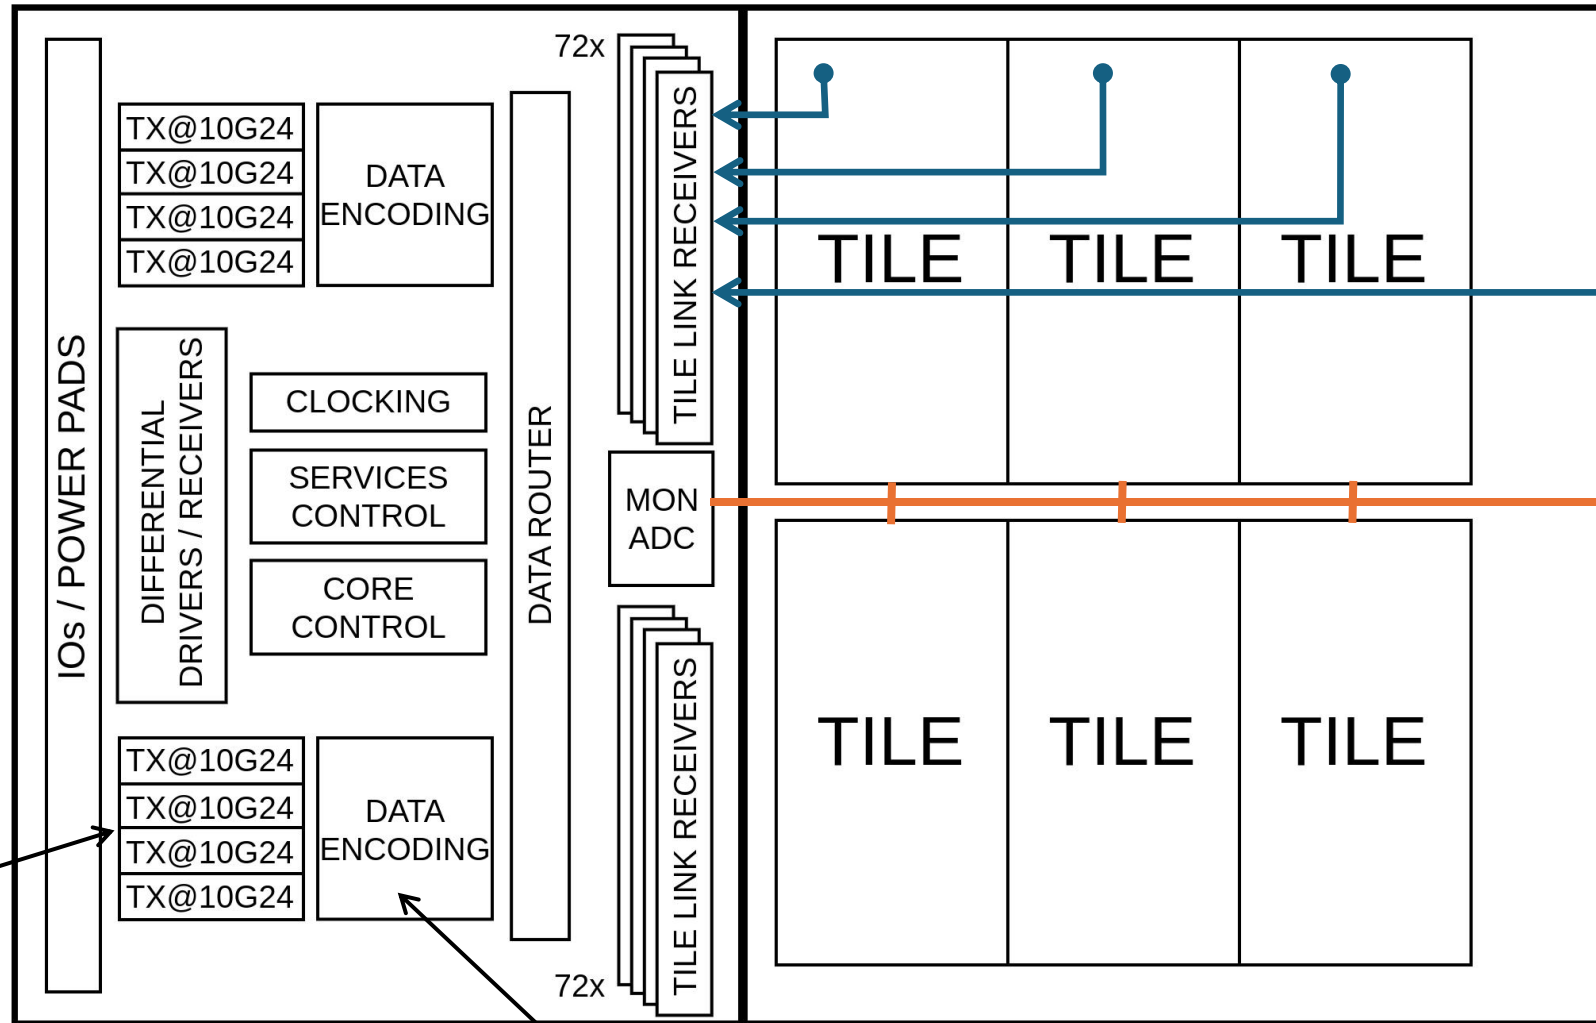 IOs / POWER PADS
TX@10G24
TX@10G24
TX@10G24
TX@10G24
DATA
ENCODING
DIFFERENTIAL
DRIVERS / RECEIVERS
CLOCKING
SERVICES
CONTROL
CORE
CONTROL
TX@10G24
TX@10G24
TX@10G24
TX@10G24
DATA
ENCODING
DATA ROUTER
72x
TILE LINK RECEIVERS
MON
ADC
72x
TILE LINK RECEIVERS
TILE
TILE
TILE
TILE
TILE
TILE